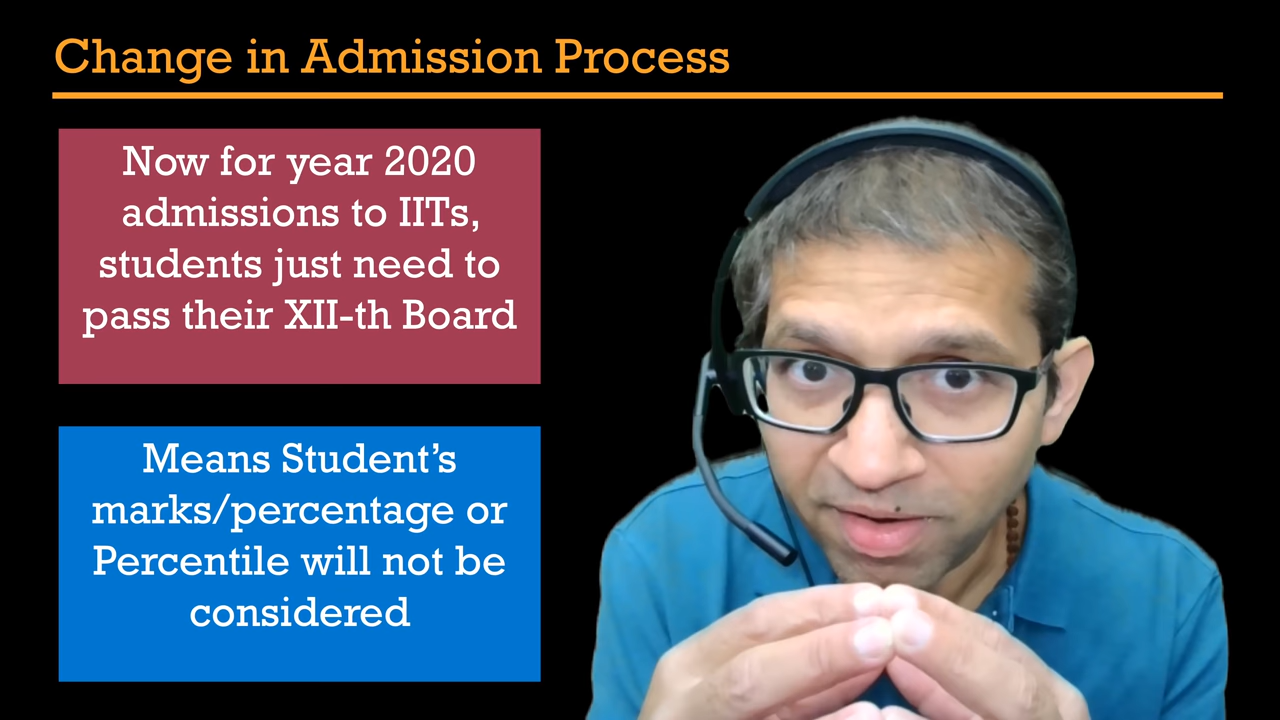 Change in Admission Process
Now for year 2020
admissions to IITs,
students just need to
pass their XII-th Board
Means Student’s
marks/percentage or
Percentile will not be
considered